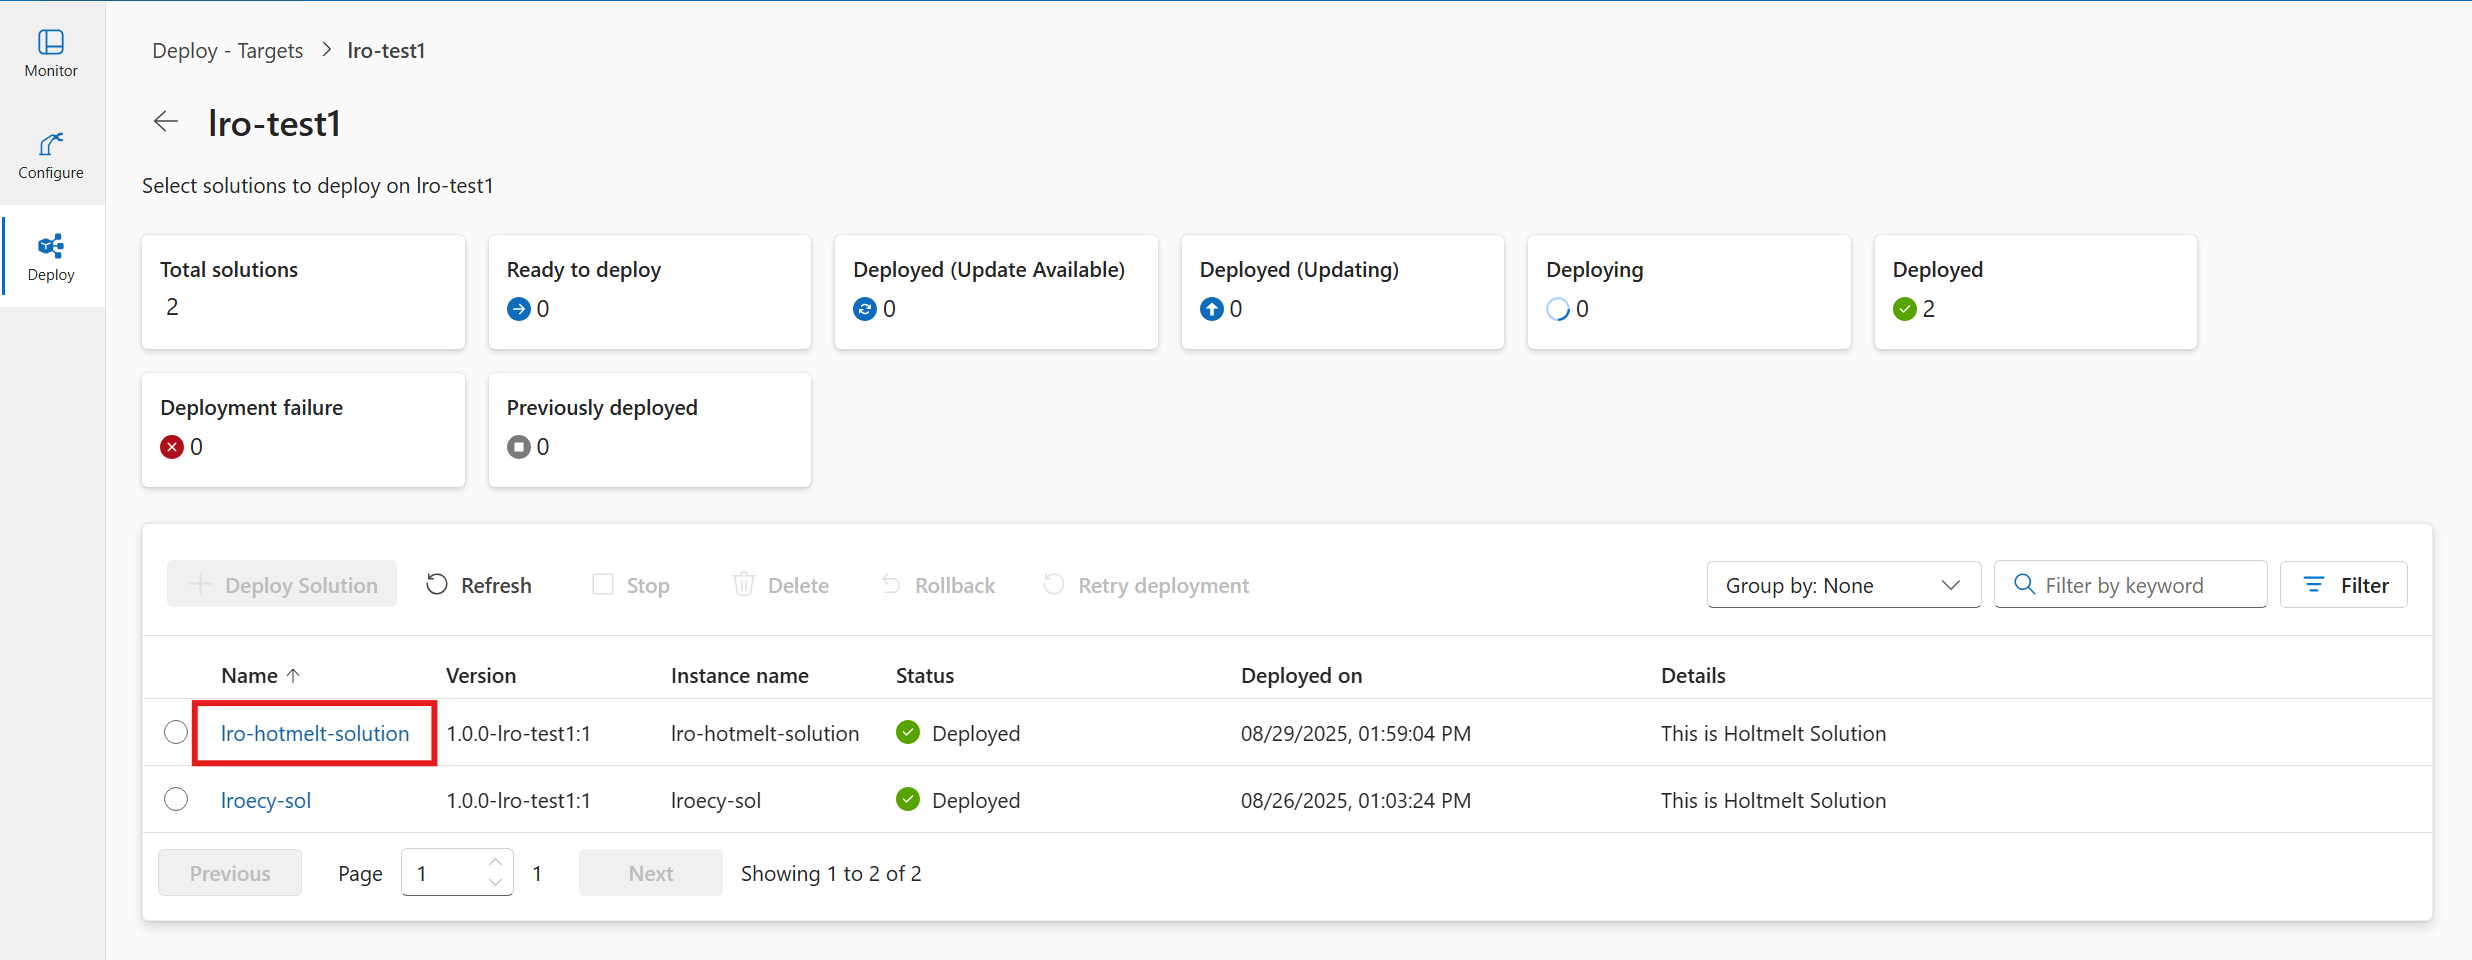 Monitor
Configure
Deploy
Deploy - Targets > lro-test1
lro-test1
Select solutions to deploy on lro-test1
Total solutions
2
Ready to deploy
0
Deployed (Update Available)
0
Deployed (Updating)
0
Deploying
0
Deployed
2
Deployment failure
0
Previously deployed
0
Deploy Solution Refresh Stop Delete Rollback Retry deployment Group by: None Filter by keyword Filter
Name Version Instance name Status Deployed on Details
lro-hotmelt-solution 1.0.0-lro-test1:1 lro-hotmelt-solution Deployed 08/29/2025, 01:59:04 PM This is Holtmelt Solution
lroecy-sol 1.0.0-lro-test1:1 lroecy-sol Deployed 08/26/2025, 01:03:24 PM This is Holtmelt Solution
Previous Page 1 1 Next Showing 1 to 2 of 2